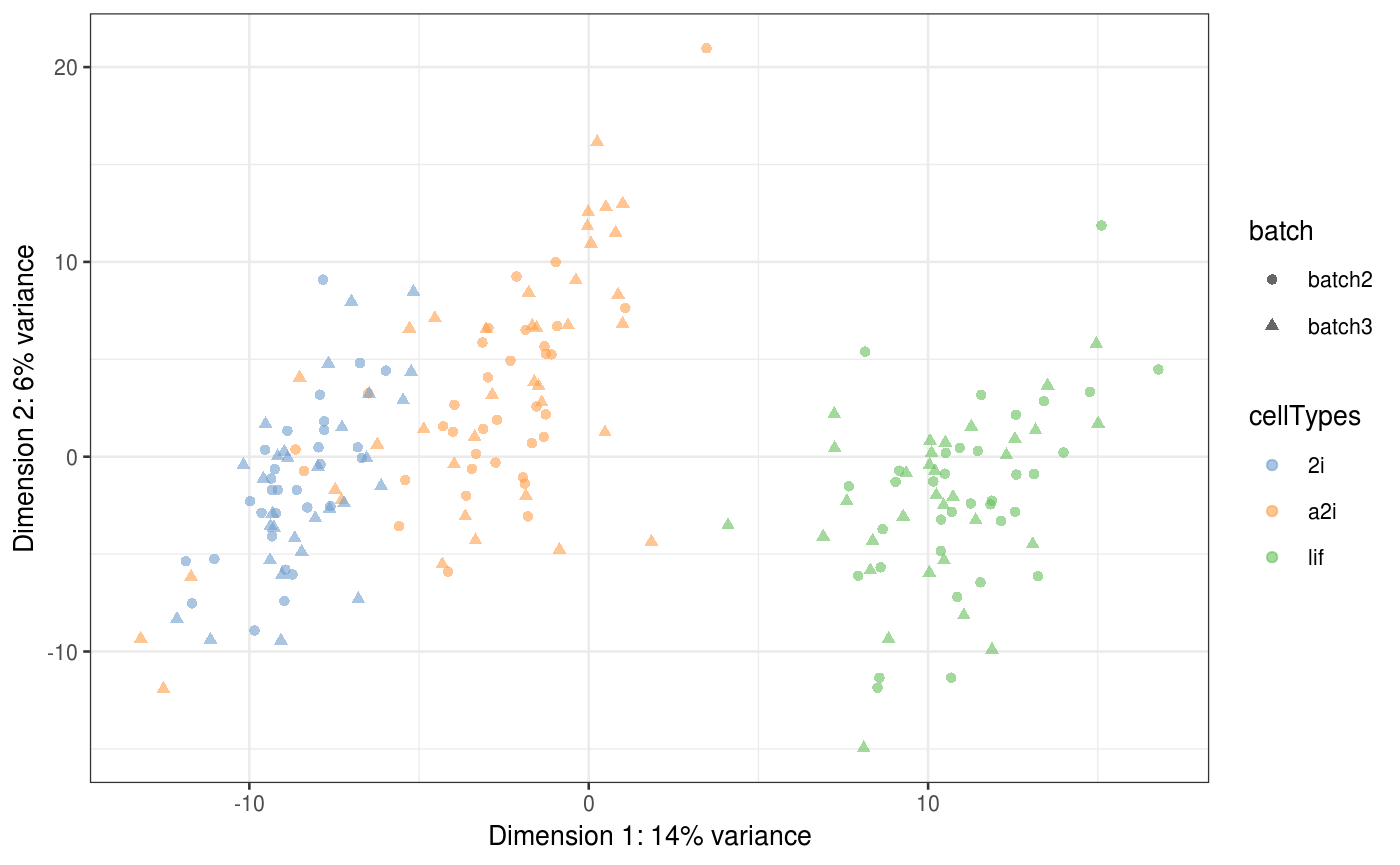 20
10
0
-10
Dimension 2: 6% variance
-10
0
10
Dimension 1: 14% variance
batch
batch2
batch3
cellTypes
2i
a2i
lif